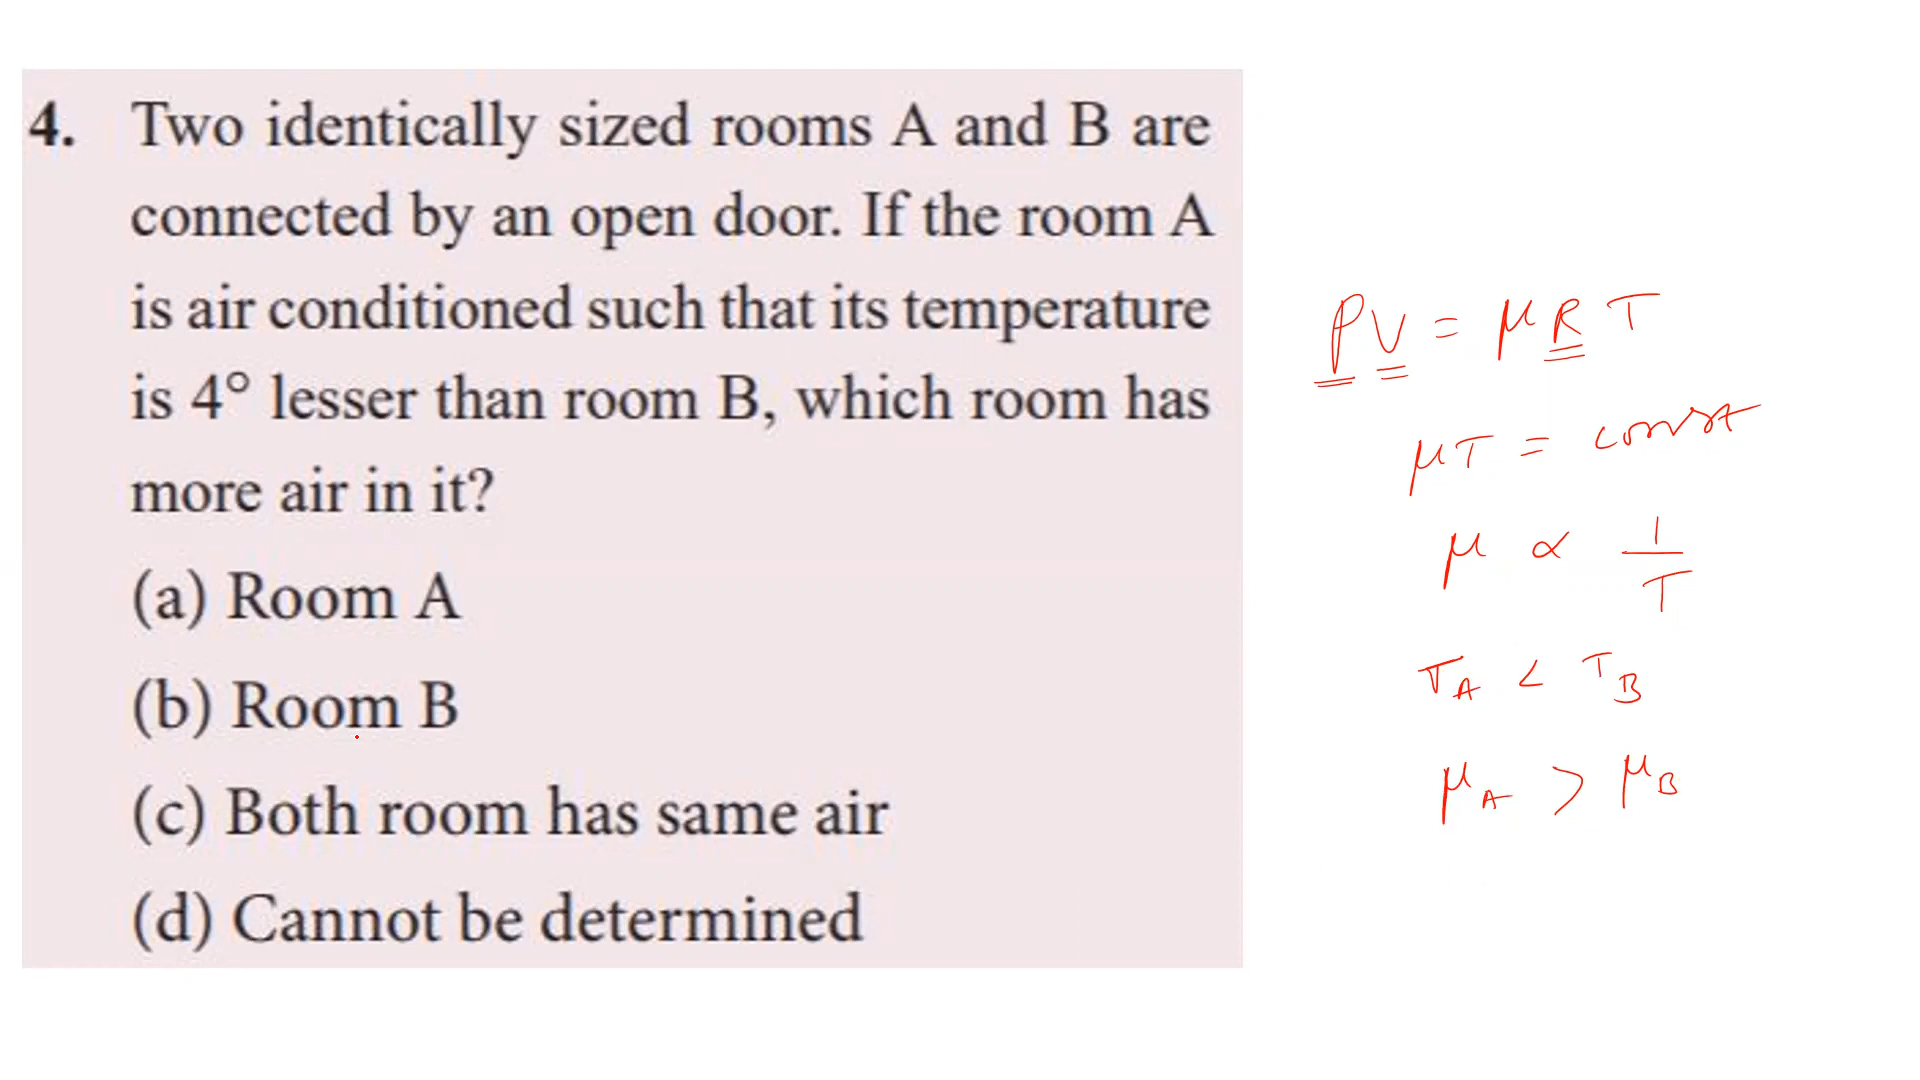 4. Two identically sized rooms A and B are
connected by an open door. If the room A
is air conditioned such that its temperature
is 4° lesser than room B, which room has
more air in it?
(a) Room A
(b) Room B
(c) Both room has same air
(d) Cannot be determined
PV = μRT
μT = const
μ ∝ 1/T
T_A < T_B
μ_A > μ_B